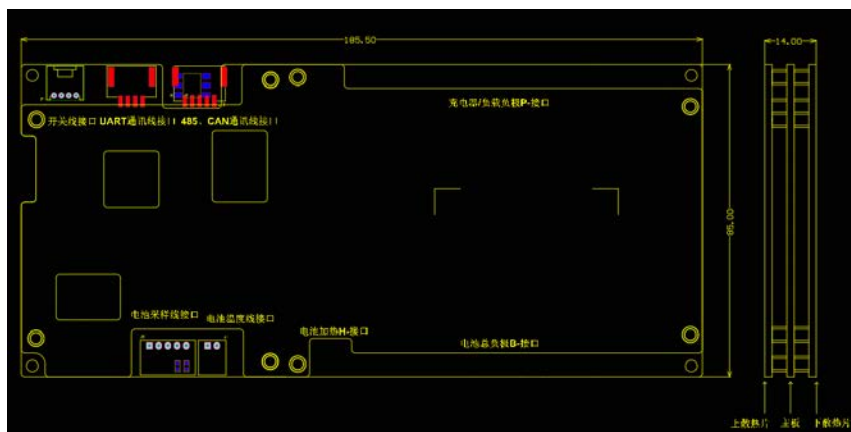 185.50
14.00
充电器/负载负极P-接口
开关线接口 UART通讯线接口 485、CAN通讯线接口
85.00
电池采样线接口 电池温度线接口
电池加热H-接口
电池总负极B-接口
上散热片 主板 下散热片